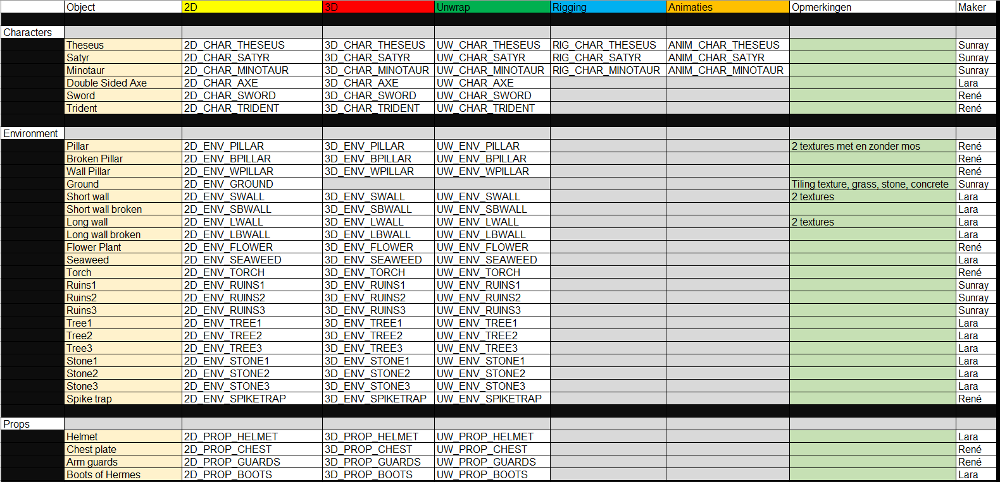 Object 2D 3D Unwrap Rigging Animaties Opmerkingen Maker
Characters
Theseus 2D_CHAR_THESEUS 3D_CHAR_THESEUS UW_CHAR_THESEUS RIG_CHAR_THESEUS ANIM_CHAR_THESEUS Sunray
Satyr 2D_CHAR_SATYR 3D_CHAR_SATYR UW_CHAR_SATYR RIG_CHAR_SATYR ANIM_CHAR_SATYR Sunray
Minotaur 2D_CHAR_MINOTAUR 3D_CHAR_MINOTAUR UW_CHAR_MINOTAUR RIG_CHAR_MINOTAUR ANIM_CHAR_MINOTAUR Sunray
Double Sided Axe 2D_CHAR_AXE 3D_CHAR_AXE UW_CHAR_AXE Lara
Sword 2D_CHAR_SWORD 3D_CHAR_SWORD UW_CHAR_SWORD René
Trident 2D_CHAR_TRIDENT 3D_CHAR_TRIDENT UW_CHAR_TRIDENT René
Environment
Pillar 2D_ENV_PILLAR 3D_ENV_PILLAR UW_ENV_PILLAR 2 textures met en zonder mos René
Broken Pillar 2D_ENV_BPILLAR 3D_ENV_BPILLAR UW_ENV_BPILLAR René
Wall Pillar 2D_ENV_WPILLAR 3D_ENV_WPILLAR UW_ENV_WPILLAR René
Ground 2D_ENV_GROUND Tiling texture, grass, stone, concrete Sunray
Short wall 2D_ENV_SWALL 3D_ENV_SWALL UW_ENV_SWALL 2 textures Lara
Short wall broken 2D_ENV_SBWALL 3D_ENV_SBWALL UW_ENV_SBWALL Lara
Long wall 2D_ENV_LWALL 3D_ENV_LWALL UW_ENV_LWALL 2 textures Lara
Long wall broken 2D_ENV_LBWALL 3D_ENV_LBWALL UW_ENV_LBWALL Lara
Flower Plant 2D_ENV_FLOWER 3D_ENV_FLOWER UW_ENV_FLOWER René
Seaweed 2D_ENV_SEAWEED 3D_ENV_SEAWEED UW_ENV_SEAWEED Lara
Torch 2D_ENV_TORCH 3D_ENV_TORCH UW_ENV_TORCH René
Ruins1 2D_ENV_RUINS1 3D_ENV_RUINS1 UW_ENV_RUINS1 Sunray
Ruins2 2D_ENV_RUINS2 3D_ENV_RUINS2 UW_ENV_RUINS2 Sunray
Ruins3 2D_ENV_RUINS3 3D_ENV_RUINS3 UW_ENV_RUINS3 Sunray
Tree1 2D_ENV_TREE1 3D_ENV_TREE1 UW_ENV_TREE1 Lara
Tree2 2D_ENV_TREE2 3D_ENV_TREE2 UW_ENV_TREE2 Lara
Tree3 2D_ENV_TREE3 3D_ENV_TREE3 UW_ENV_TREE3 Lara
Stone1 2D_ENV_STONE1 3D_ENV_STONE1 UW_ENV_STONE1 Lara
Stone2 2D_ENV_STONE2 3D_ENV_STONE2 UW_ENV_STONE2 Lara
Stone3 2D_ENV_STONE3 3D_ENV_STONE3 UW_ENV_STONE3 Lara
Spike trap 2D_ENV_SPIKETRAP 3D_ENV_SPIKETRAP UW_ENV_SPIKETRAP René
Props
Helmet 2D_PROP_HELMET 3D_PROP_HELMET UW_PROP_HELMET Lara
Chest plate 2D_PROP_CHEST 3D_PROP_CHEST UW_PROP_CHEST René
Arm guards 2D_PROP_GUARDS 3D_PROP_GUARDS UW_PROP_GUARDS René
Boots of Hermes 2D_PROP_BOOTS 3D_PROP_BOOTS UW_PROP_BOOTS Lara